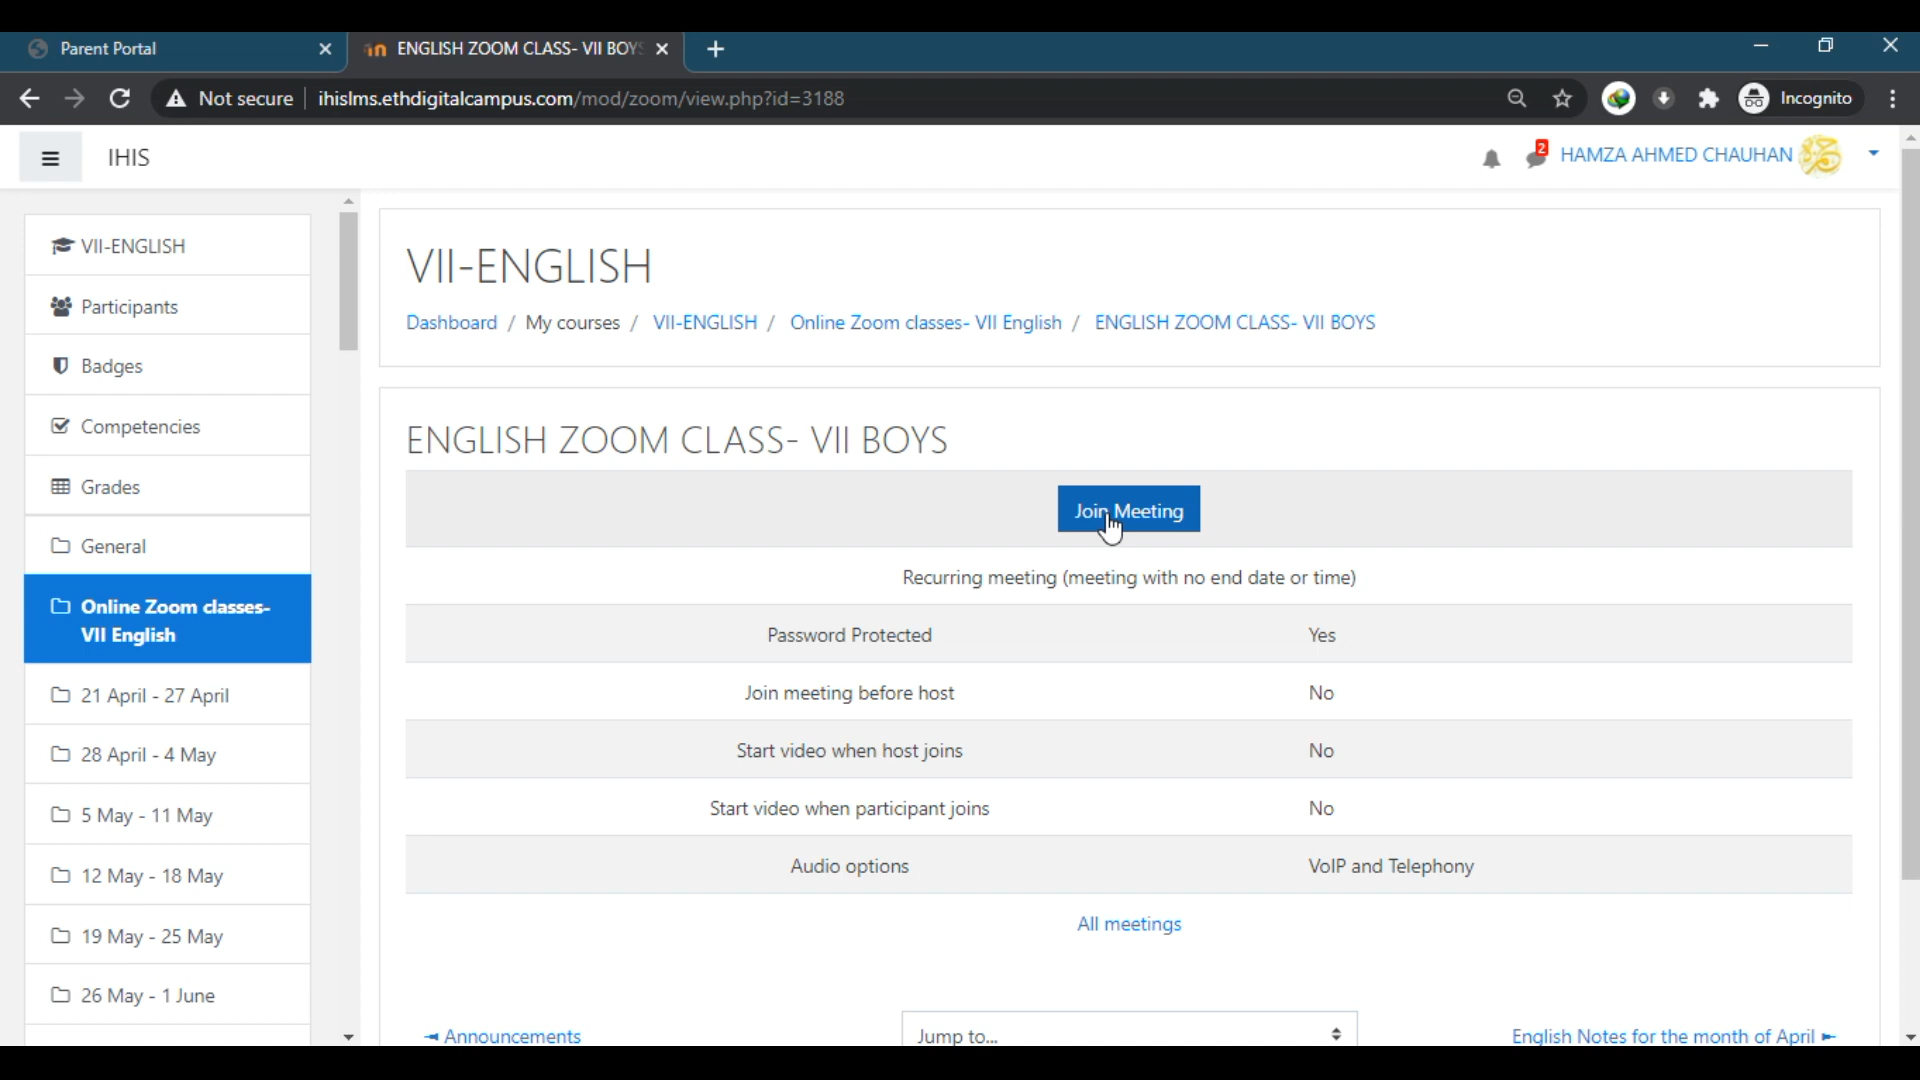 Parent Portal
ENGLISH ZOOM CLASS- VII BOYS
Not secure
ihislms.ethdigitalcampus.com/mod/zoom/view.php?id=3188
Incognito
IHIS
2
HAMZA AHMED CHAUHAN
VII-ENGLISH
Participants
Badges
Competencies
Grades
General
Online Zoom classes-
VII English
21 April - 27 April
28 April - 4 May
5 May - 11 May
12 May - 18 May
19 May - 25 May
26 May - 1 June
VII-ENGLISH
Dashboard / My courses / VII-ENGLISH / Online Zoom classes- VII English / ENGLISH ZOOM CLASS- VII BOYS
ENGLISH ZOOM CLASS- VII BOYS
Join Meeting
Recurring meeting (meeting with no end date or time)
Password Protected Yes
Join meeting before host No
Start video when host joins No
Start video when participant joins No
Audio options VoIP and Telephony
All meetings
◄ Announcements
Jump to...
English Notes for the month of April ►